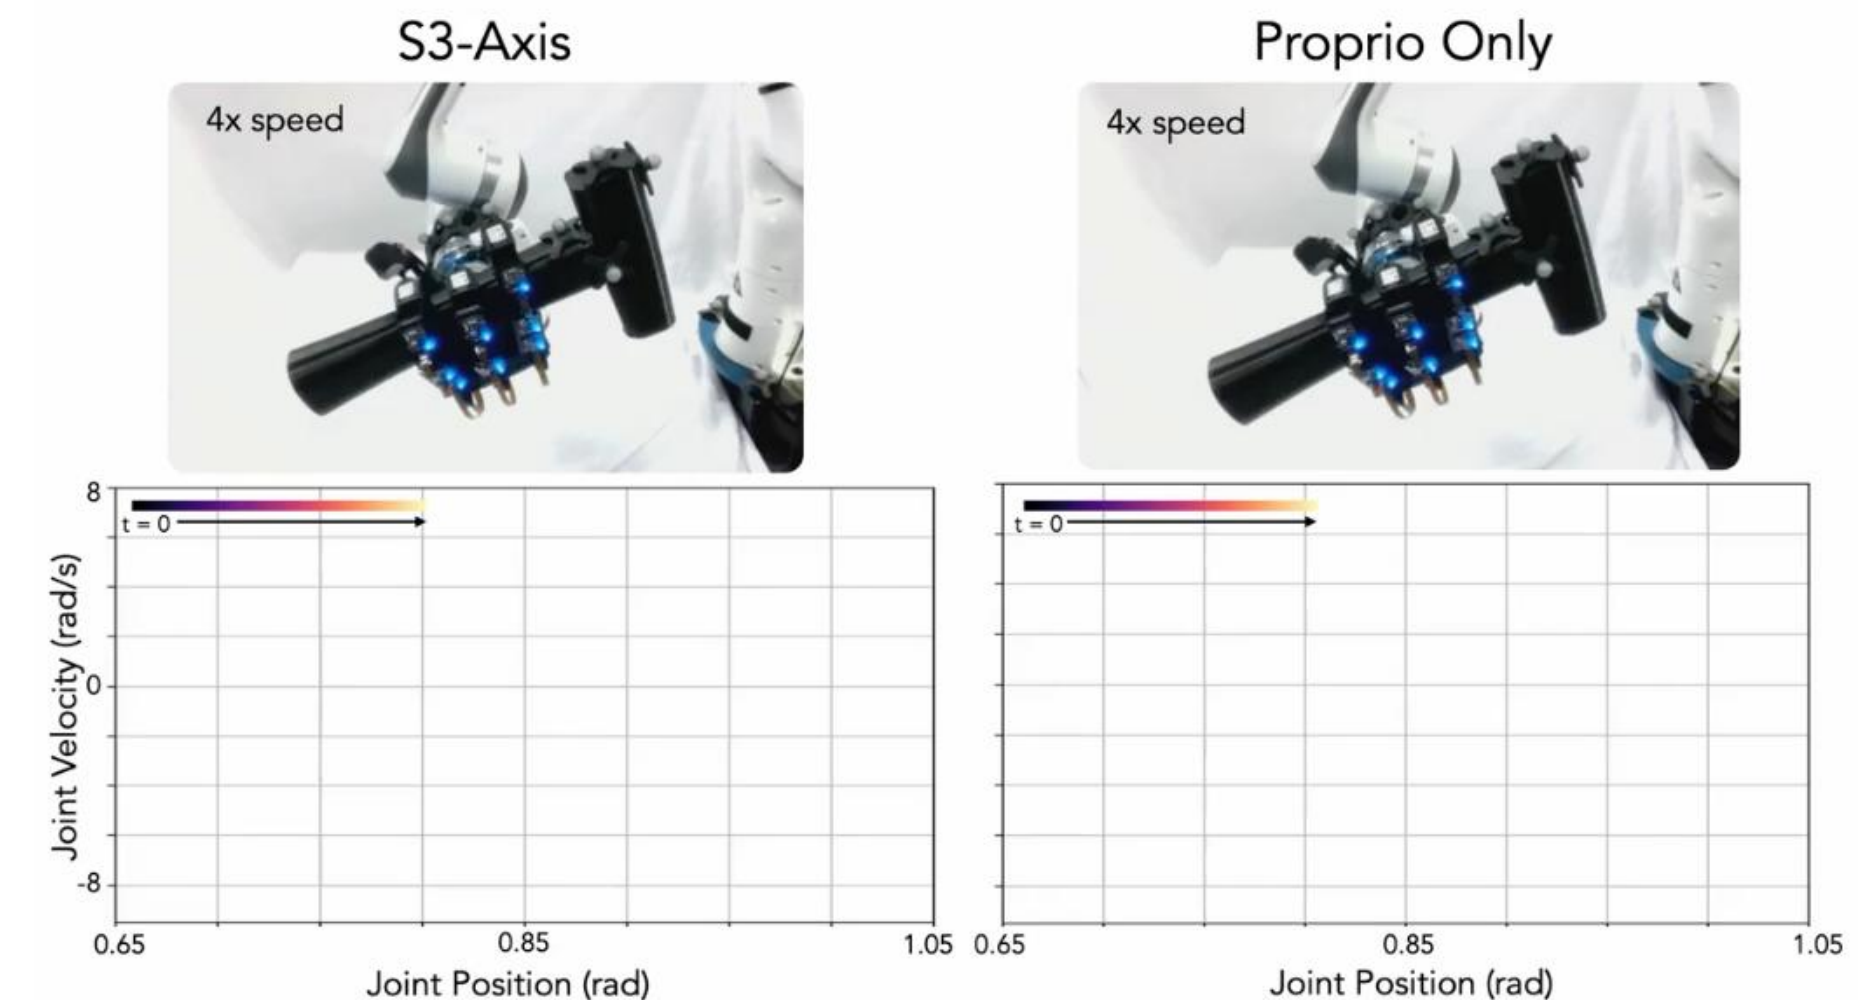 S3-Axis
4x speed
8
t = 0
0
-8
Joint Velocity (rad/s)
0.65
0.85
1.05
Joint Position (rad)
Proprio Only
4x speed
t = 0
0.65
0.85
1.05
Joint Position (rad)